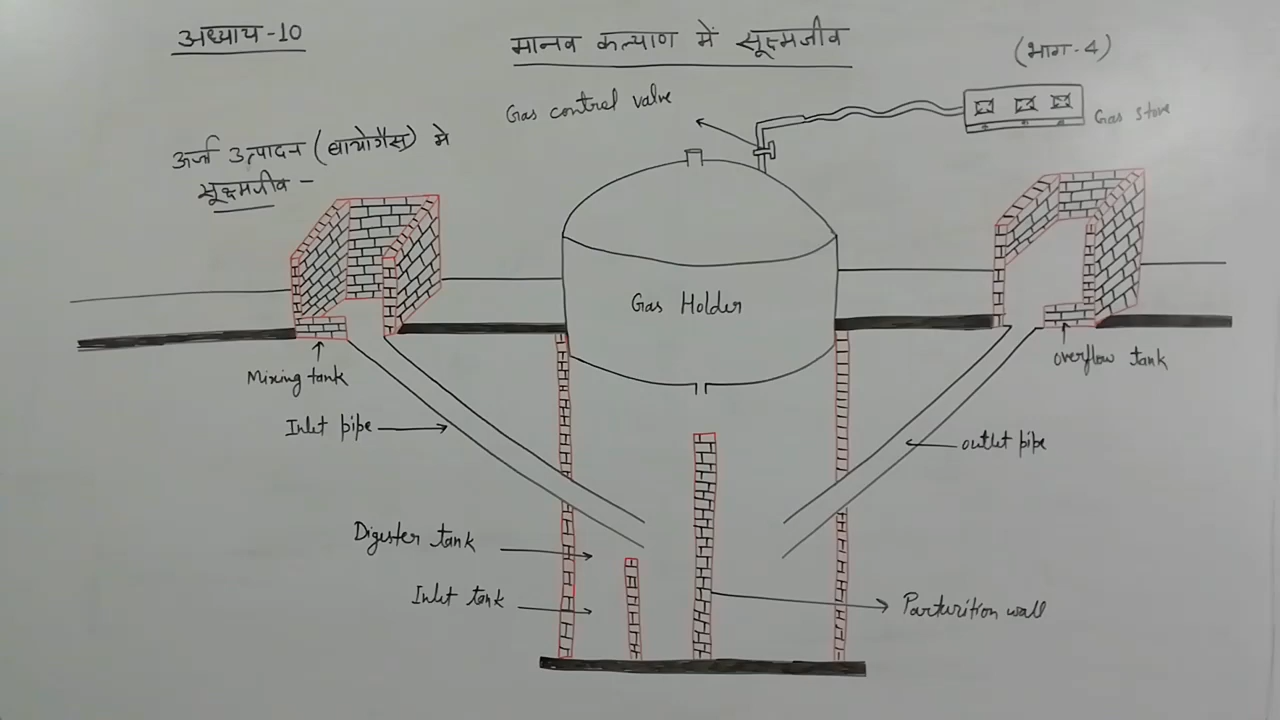 अध्याय-10
मानव कल्याण में सूक्ष्मजीव
(भाग-4)
Gas control valve
Gas stove
ऊर्जा उत्पादन (बायोगैस) मे
सूक्ष्मजीव -
Gas Holder
Mixing tank
overflow tank
Inlet pipe
outlet pipe
Digester tank
Inlet tank
Parturition wall